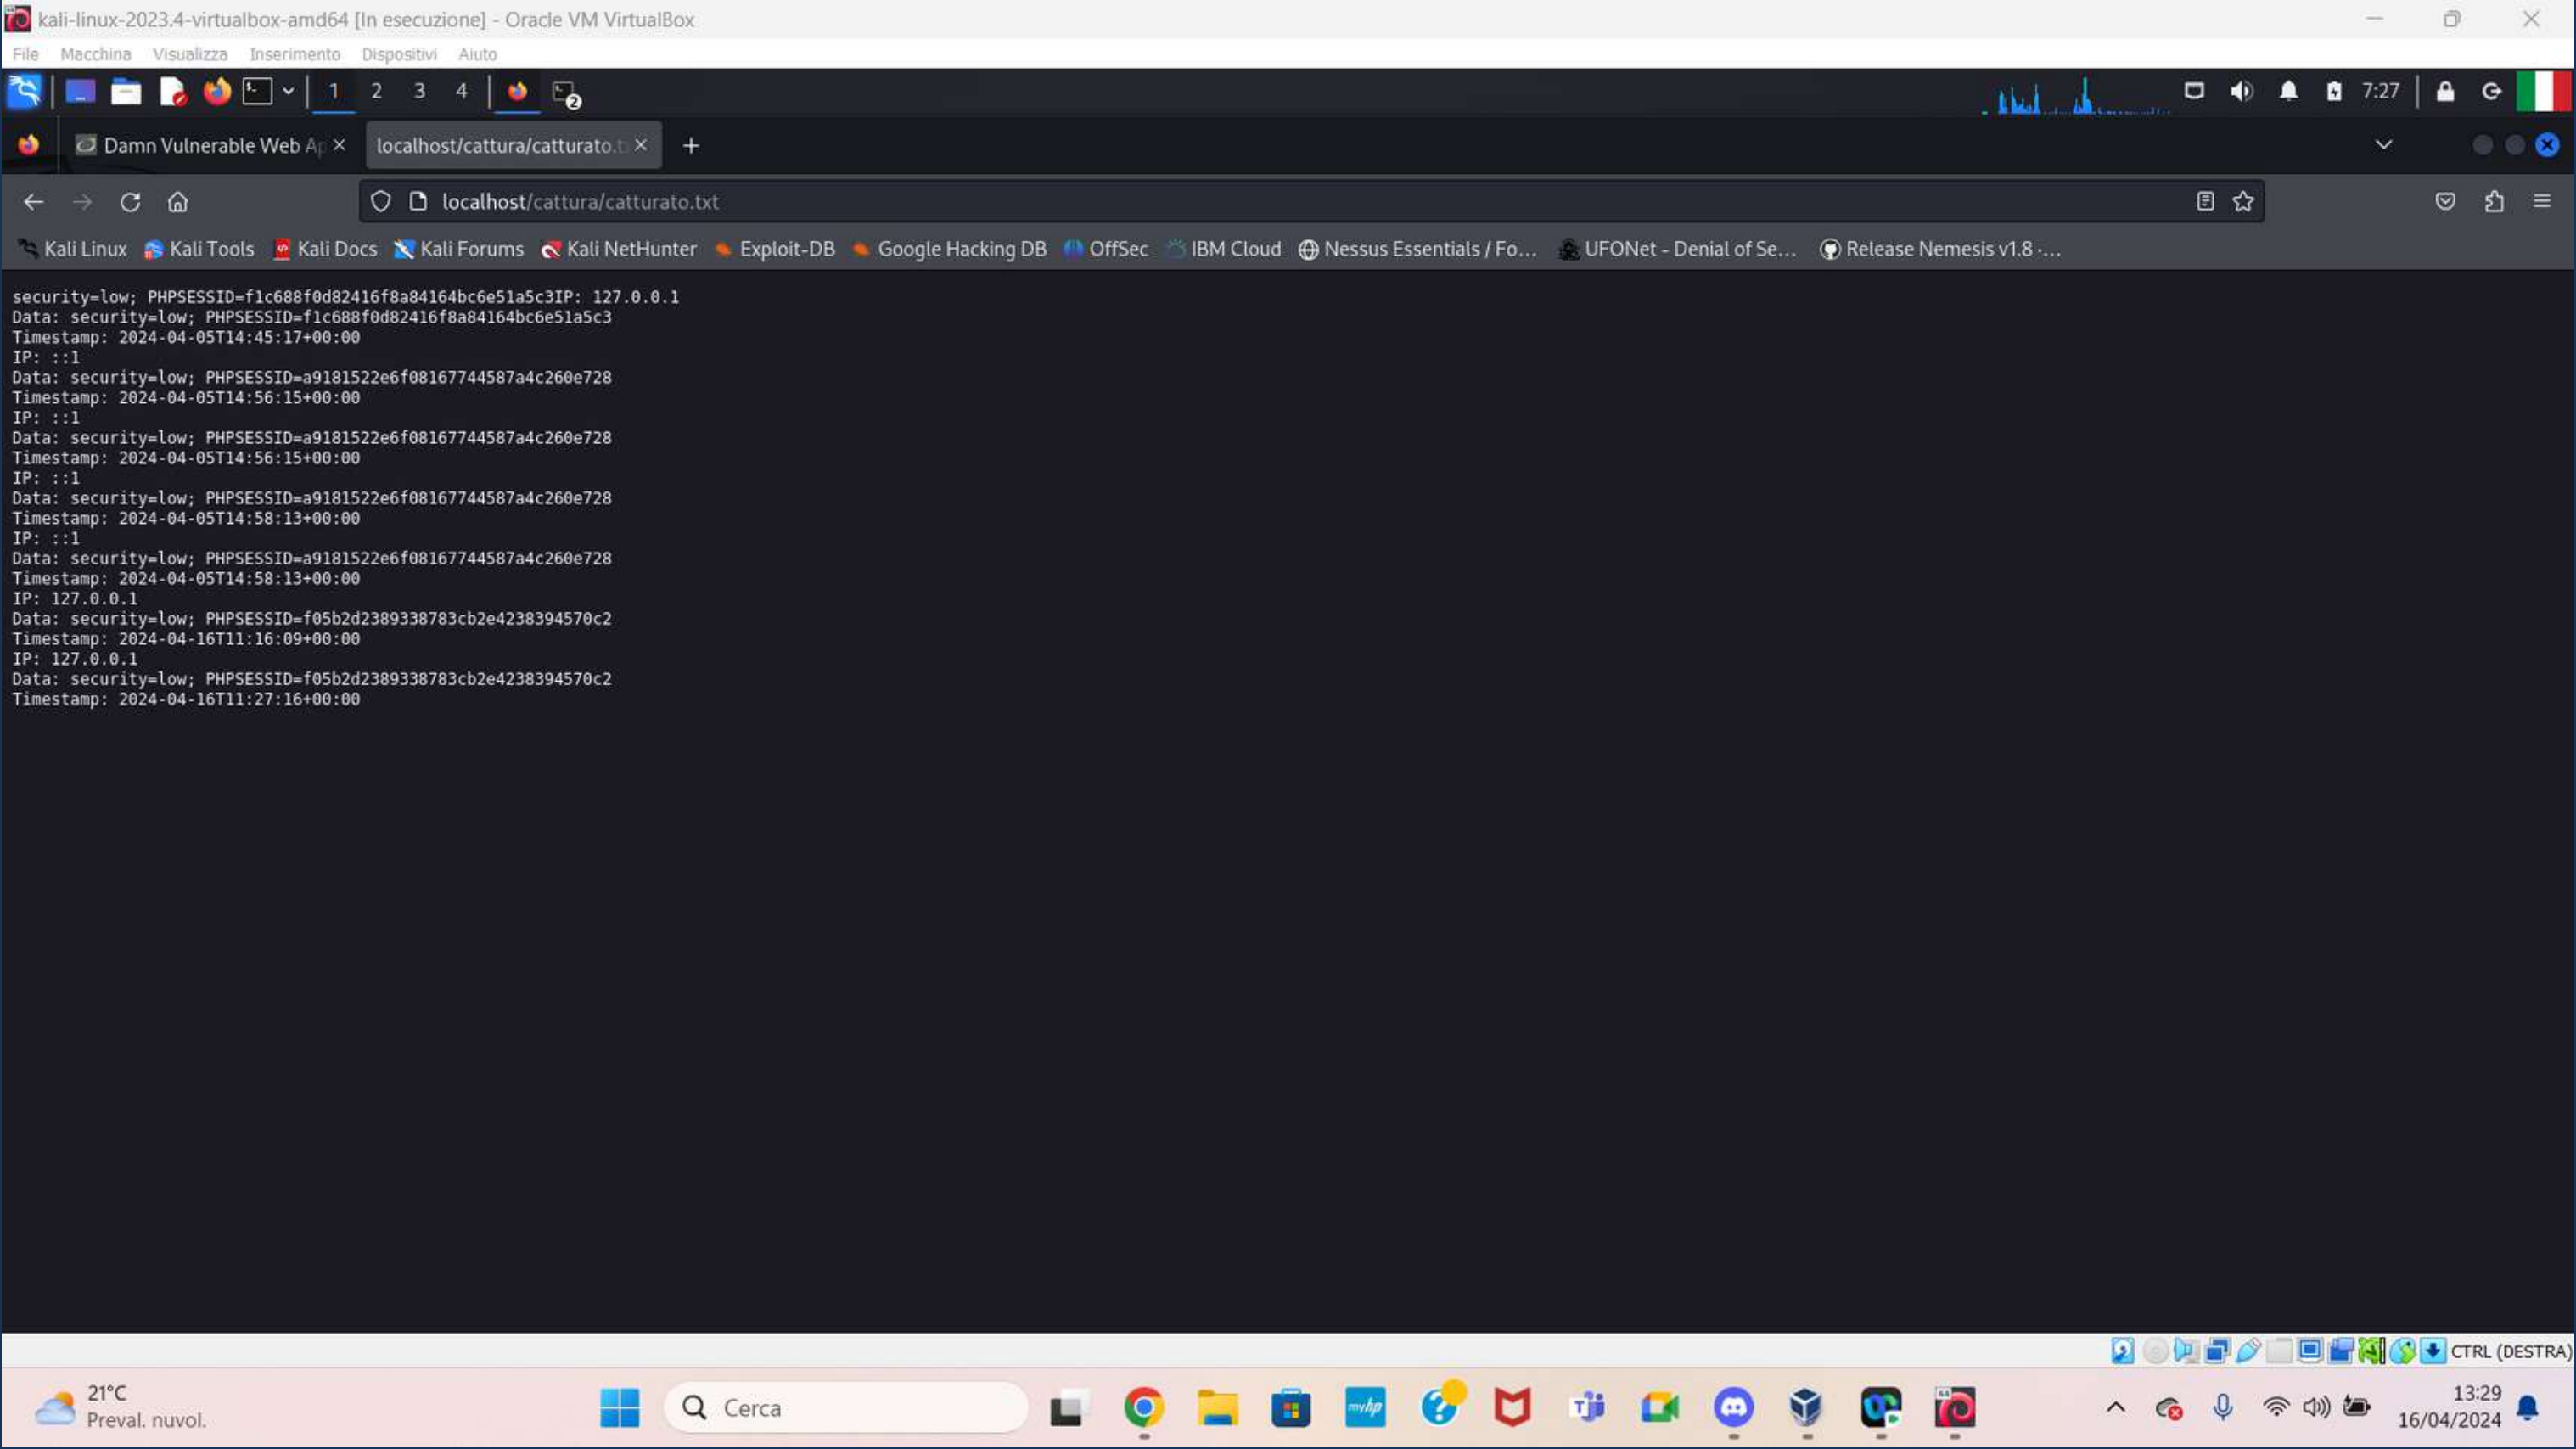 kali-linux-2023.4-virtualbox-amd64 [In esecuzione] - Oracle VM VirtualBox
File Macchina Visualizza Inserimento Dispositivi Aiuto
1 2 3 4 2 7:27
Damn Vulnerable Web Ap localhost/cattura/catturato.t
localhost/cattura/catturato.txt
Kali Linux Kali Tools Kali Docs Kali Forums Kali NetHunter Exploit-DB Google Hacking DB OffSec IBM Cloud Nessus Essentials / Fo... UFONet - Denial of Se... Release Nemesis v1.8 ·...
security=low; PHPSESSID=f1c688f0d82416f8a84164bc6e51a5c3IP: 127.0.0.1
Data: security=low; PHPSESSID=f1c688f0d82416f8a84164bc6e51a5c3
Timestamp: 2024-04-05T14:45:17+00:00
IP: ::1
Data: security=low; PHPSESSID=a9181522e6f08167744587a4c260e728
Timestamp: 2024-04-05T14:56:15+00:00
IP: ::1
Data: security=low; PHPSESSID=a9181522e6f08167744587a4c260e728
Timestamp: 2024-04-05T14:56:15+00:00
IP: ::1
Data: security=low; PHPSESSID=a9181522e6f08167744587a4c260e728
Timestamp: 2024-04-05T14:58:13+00:00
IP: ::1
Data: security=low; PHPSESSID=a9181522e6f08167744587a4c260e728
Timestamp: 2024-04-05T14:58:13+00:00
IP: 127.0.0.1
Data: security=low; PHPSESSID=f05b2d2389338783cb2e4238394570c2
Timestamp: 2024-04-16T11:16:09+00:00
IP: 127.0.0.1
Data: security=low; PHPSESSID=f05b2d2389338783cb2e4238394570c2
Timestamp: 2024-04-16T11:27:16+00:00
CTRL (DESTRA)
21°C
Preval. nuvol.
Cerca
myhp
13:29
16/04/2024